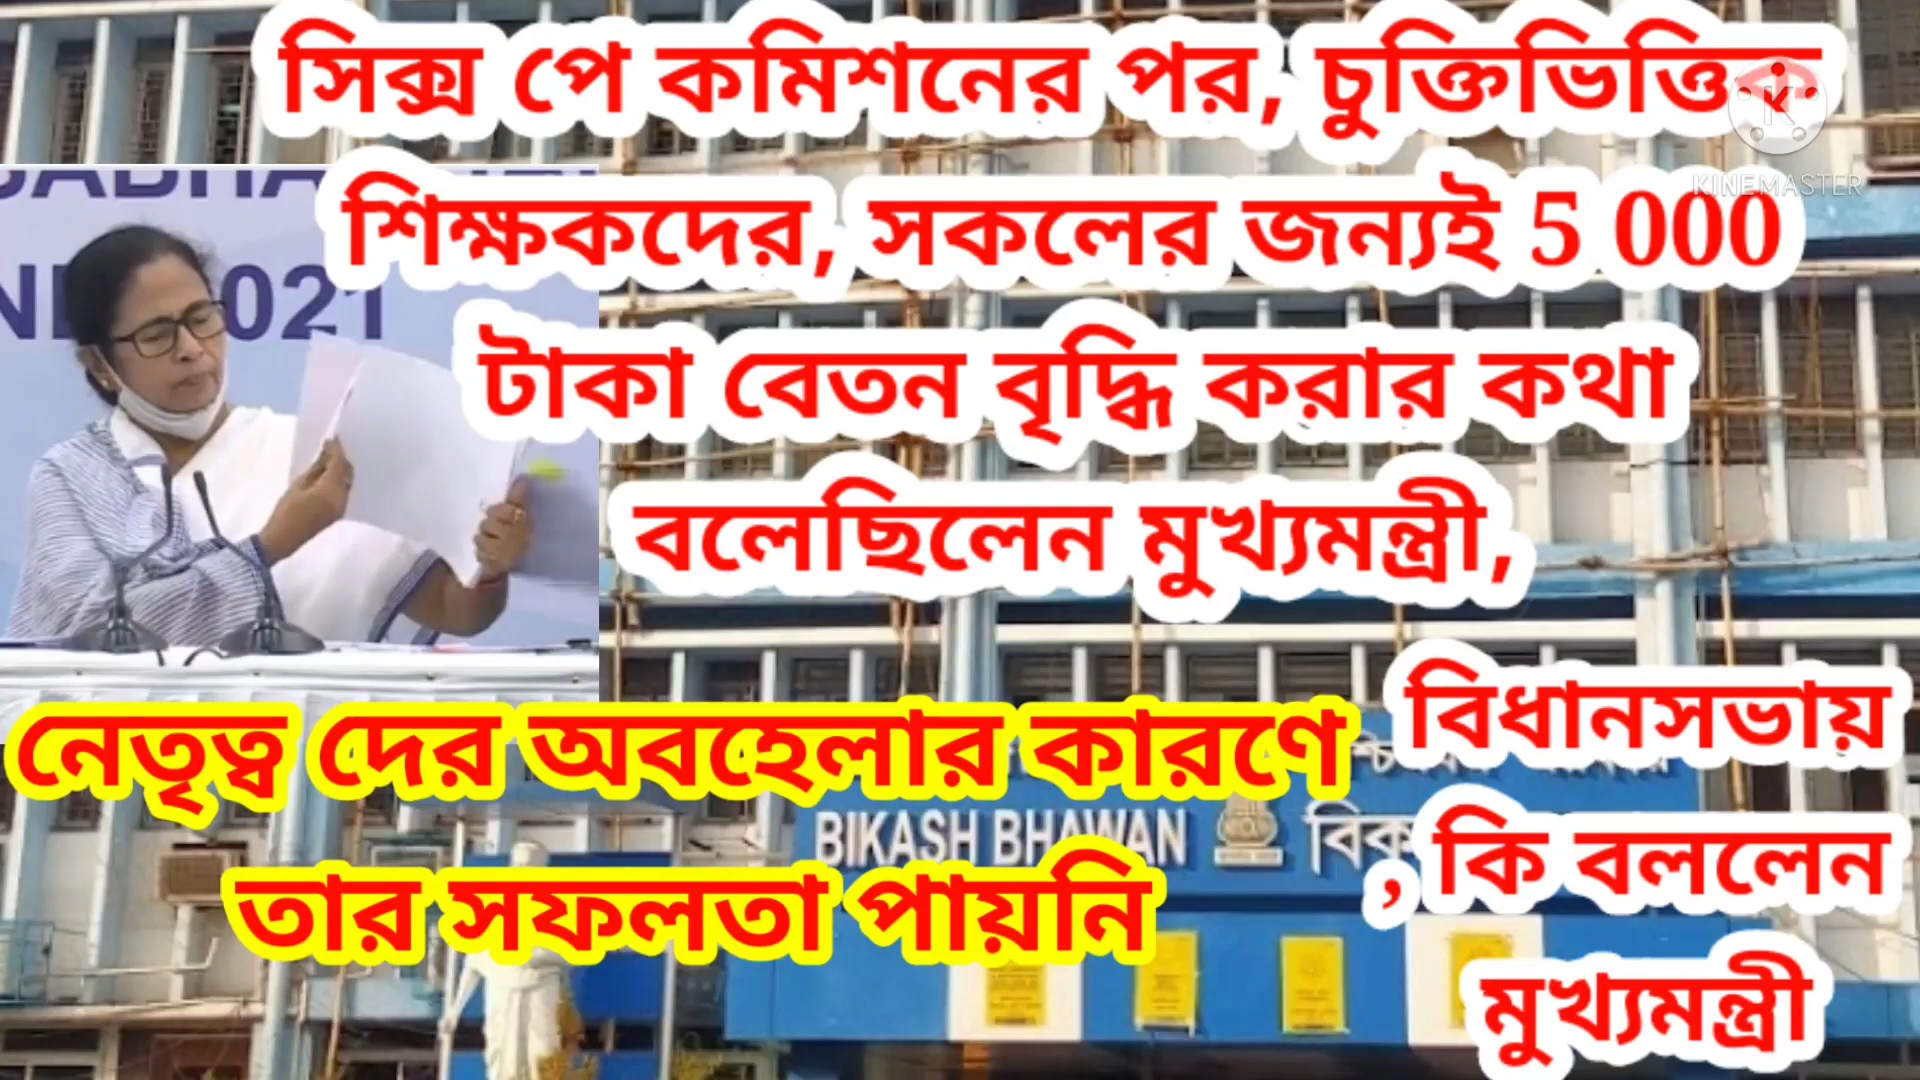 সিক্স পে কমিশনের পর, চুক্তিভিত্তিক
KINEMASTER
শিক্ষকদের, সকলের জন্যই 5 000
2021
টাকা বেতন বৃদ্ধি করার কথা
বলেছিলেন মুখ্যমন্ত্রী,
নেতৃত্ব দের অবহেলার কারণে
তার সফলতা পায়নি
বিধানসভায়
, কি বললেন
মুখ্যমন্ত্রী
BIKASH BHAWAN